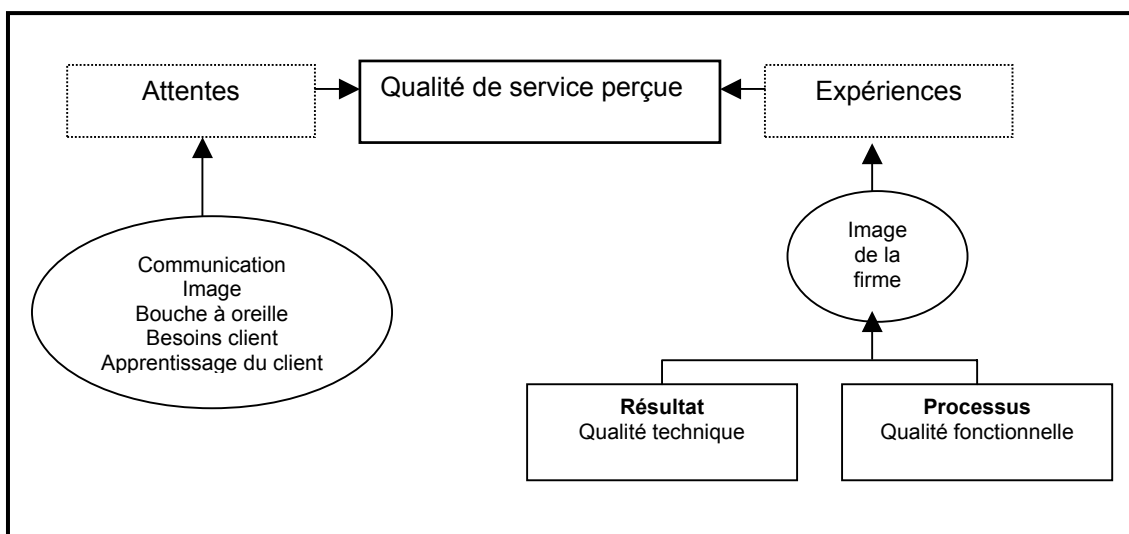 Attentes
Qualité de service perçue
Expériences
Communication
Image
Bouche à oreille
Besoins client
Apprentissage du client
Image
de la
firme
Résultat
Qualité technique
Processus
Qualité fonctionnelle